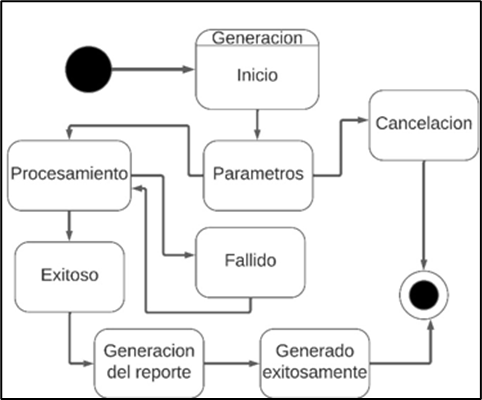 Generacion
Inicio
Cancelacion
Procesamiento
Parametros
Exitoso
Fallido
Generacion
del reporte
Generado
exitosamente